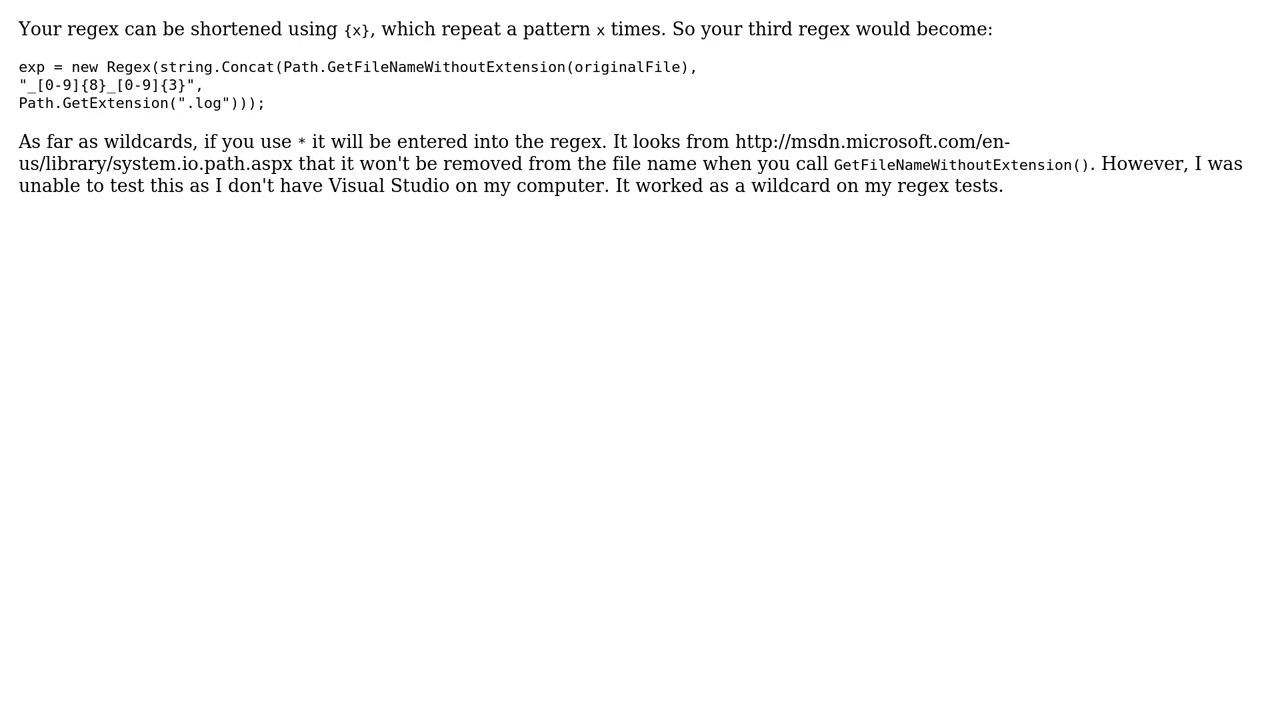 Your regex can be shortened using {x}, which repeat a pattern x times. So your third regex would become:
exp = new Regex(string.Concat(Path.GetFileNameWithoutExtension(originalFile),
"_[0-9]{8}_[0-9]{3}",
Path.GetExtension(".log")));
As far as wildcards, if you use * it will be entered into the regex. It looks from http://msdn.microsoft.com/en-
us/library/system.io.path.aspx that it won't be removed from the file name when you call GetFileNameWithoutExtension(). However, I was
unable to test this as I don't have Visual Studio on my computer. It worked as a wildcard on my regex tests.